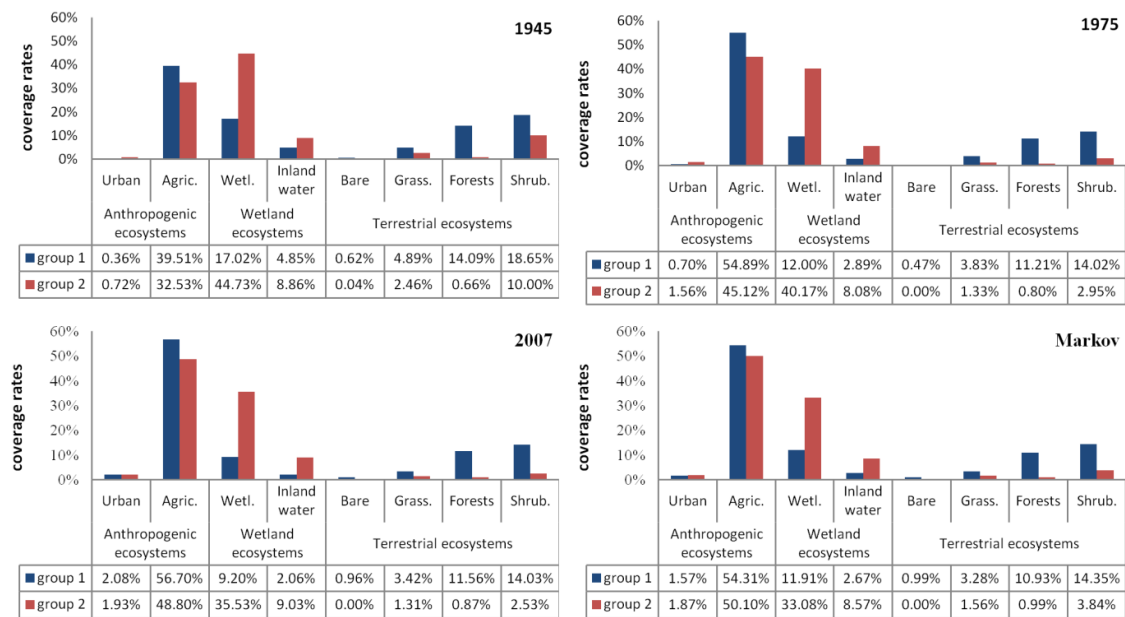 1945
coverage rates
60%
50%
40%
30%
20%
10%
0%
Urban Agric. Wetl. Inland water Bare Grass. Forests Shrub.
Anthropogenic ecosystems Wetland ecosystems Terrestrial ecosystems
group 1 0.36% 39.51% 17.02% 4.85% 0.62% 4.89% 14.09% 18.65%
group 2 0.72% 32.53% 44.73% 8.86% 0.04% 2.46% 0.66% 10.00%
1975
coverage rates
60%
50%
40%
30%
20%
10%
0%
Urban Agric. Wetl. Inland water Bare Grass. Forests Shrub.
Anthropogenic ecosystems Wetland ecosystems Terrestrial ecosystems
group 1 0.70% 54.89% 12.00% 2.89% 0.47% 3.83% 11.21% 14.02%
group 2 1.56% 45.12% 40.17% 8.08% 0.00% 1.33% 0.80% 2.95%
2007
coverage rates
60%
50%
40%
30%
20%
10%
0%
Urban Agric. Wetl. Inland water Bare Grass. Forests Shrub.
Anthropogenic ecosystems Wetland ecosystems Terrestrial ecosystems
group 1 2.08% 56.70% 9.20% 2.06% 0.96% 3.42% 11.56% 14.03%
group 2 1.93% 48.80% 35.53% 9.03% 0.00% 1.31% 0.87% 2.53%
Markov
coverage rates
60%
50%
40%
30%
20%
10%
0%
Urban Agric. Wetl. Inland water Bare Grass. Forests Shrub.
Anthropogenic ecosystems Wetland ecosystems Terrestrial ecosystems
group 1 1.57% 54.31% 11.91% 2.67% 0.99% 3.28% 10.93% 14.35%
group 2 1.87% 50.10% 33.08% 8.57% 0.00% 1.56% 0.99% 3.84%